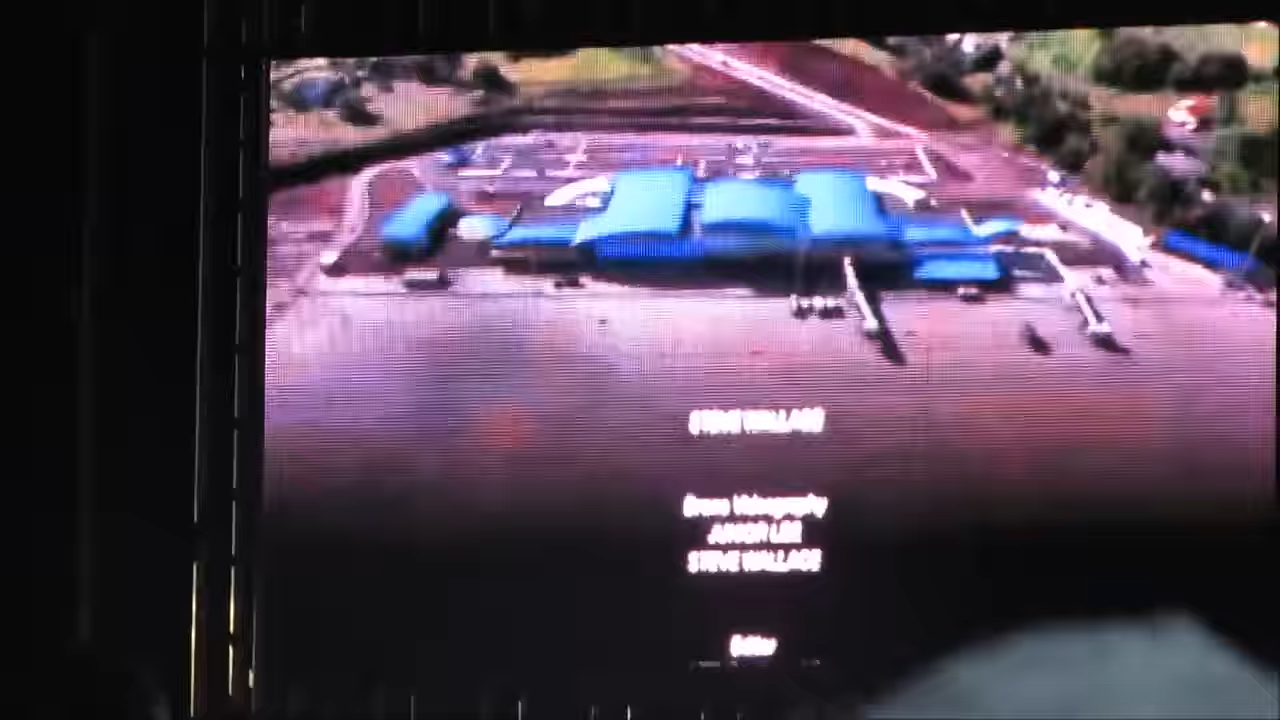 STEVE WALLACE
Drone Videography
JUNIOR LEE
STEVE WALLACE
Editor